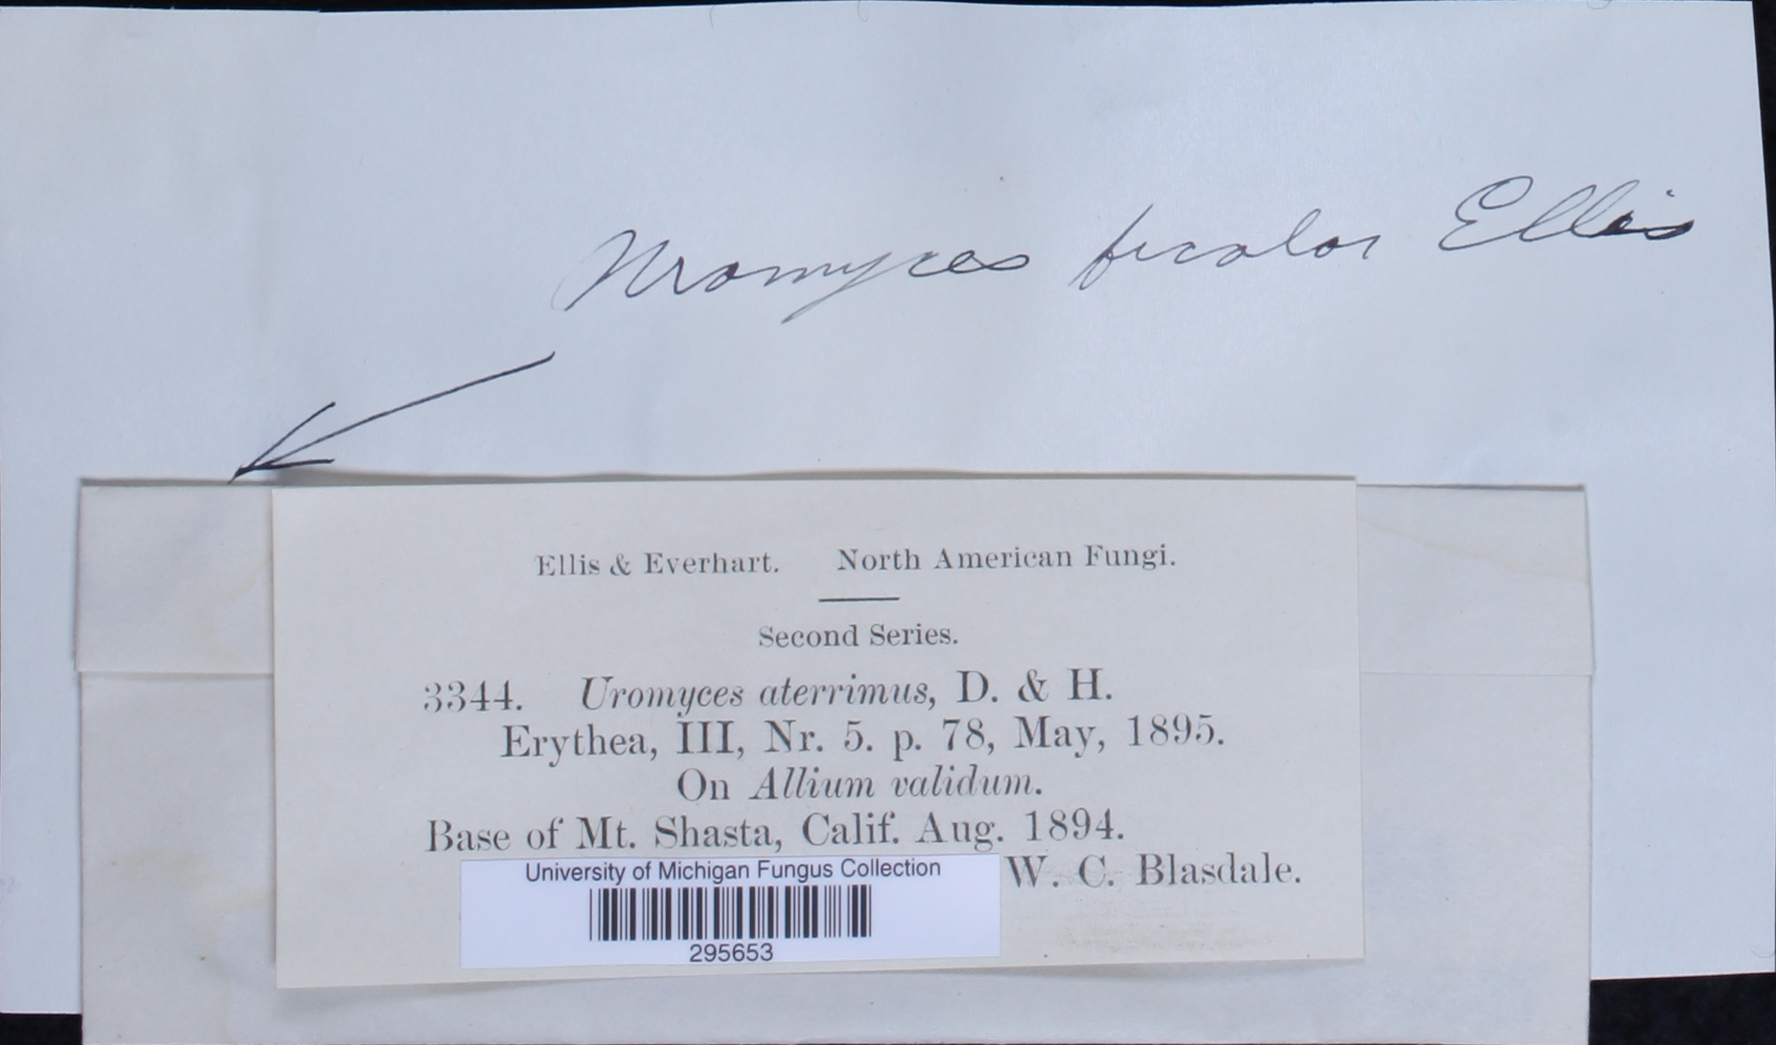 Uromyces bicolor Ellis
Ellis & Everhart. North American Fungi.
Second Series.
3344. Uromyces aterrimus, D. & H.
Erythea, III, Nr. 5. p. 78, May, 1895.
On Allium validum.
Base of Mt. Shasta, Calif. Aug. 1894.
W. C. Blasdale.
University of Michigan Fungus Collection
295653